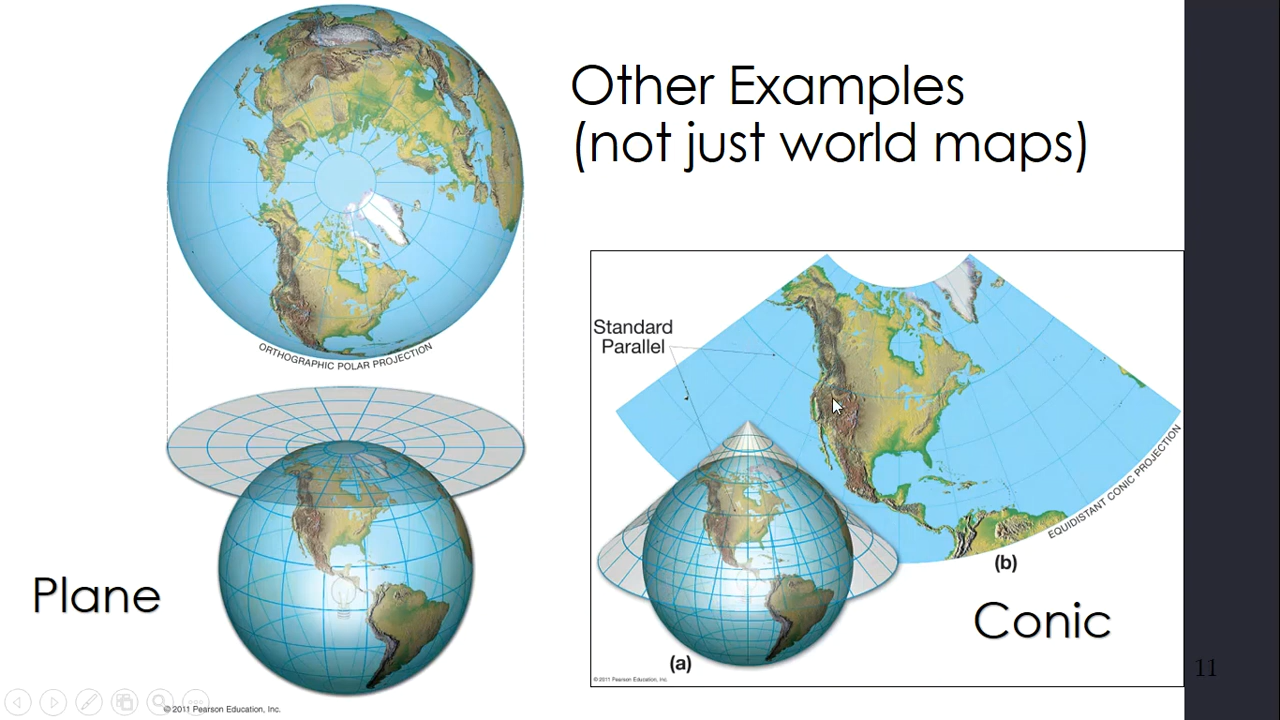 Other Examples
(not just world maps)
ORTHOGRAPHIC POLAR PROJECTION
Plane
© 2011 Pearson Education, Inc.
Standard
Parallel
EQUIDISTANT CONIC PROJECTION
(b)
Conic
(a)
© 2011 Pearson Education, Inc.
11